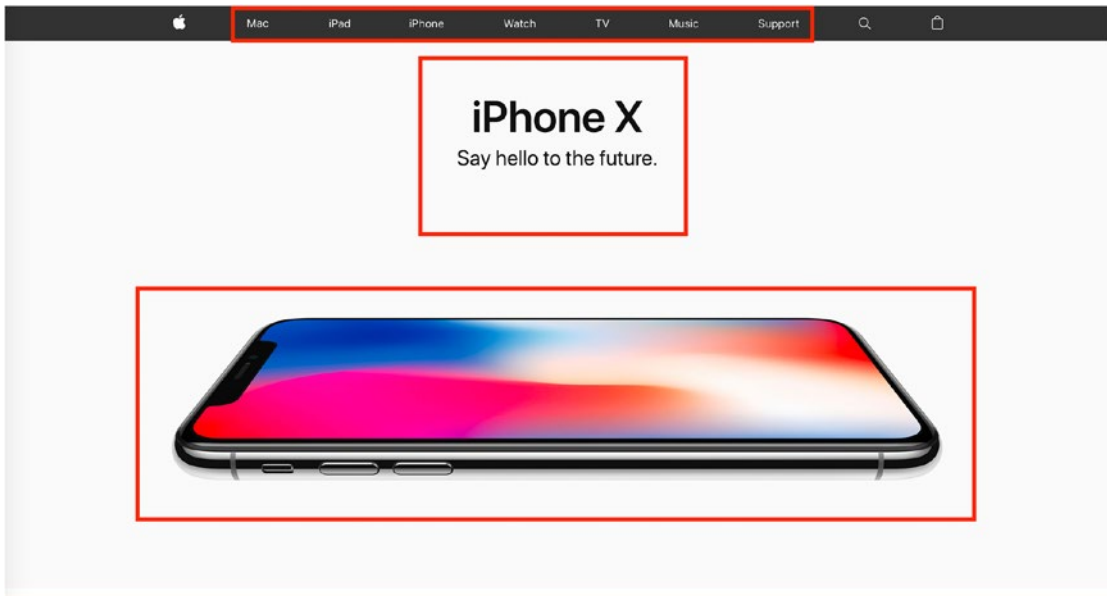 Mac iPad iPhone Watch TV Music Support
iPhone X
Say hello to the future.